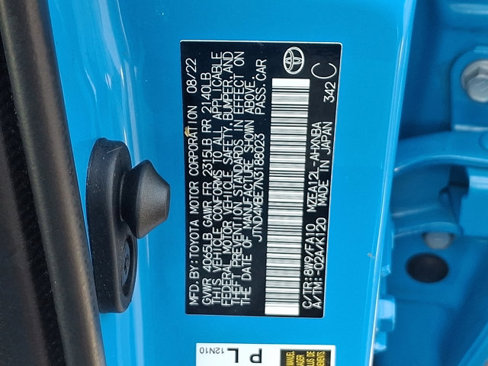 MFD. BY: TOYOTA MOTOR CORPORATION 08/22
GVWR 4065LB GAWR FR 2315LB RR 2140LB
THIS VEHICLE CONFORMS TO ALL APPLICABLE
FEDERAL MOTOR VEHICLE SAFETY, BUMPER, AND
THEFT PREVENTION STANDARDS IN EFFECT ON
THE DATE OF MANUFACTURE SHOWN ABOVE.
JTND4MBE7N3188023 PASS.CAR
C/TR:8W9/FA10 MZEA12L-AHXNBA
A/TM:-02A/K120 MADE IN JAPAN
342 C
P L
12N10